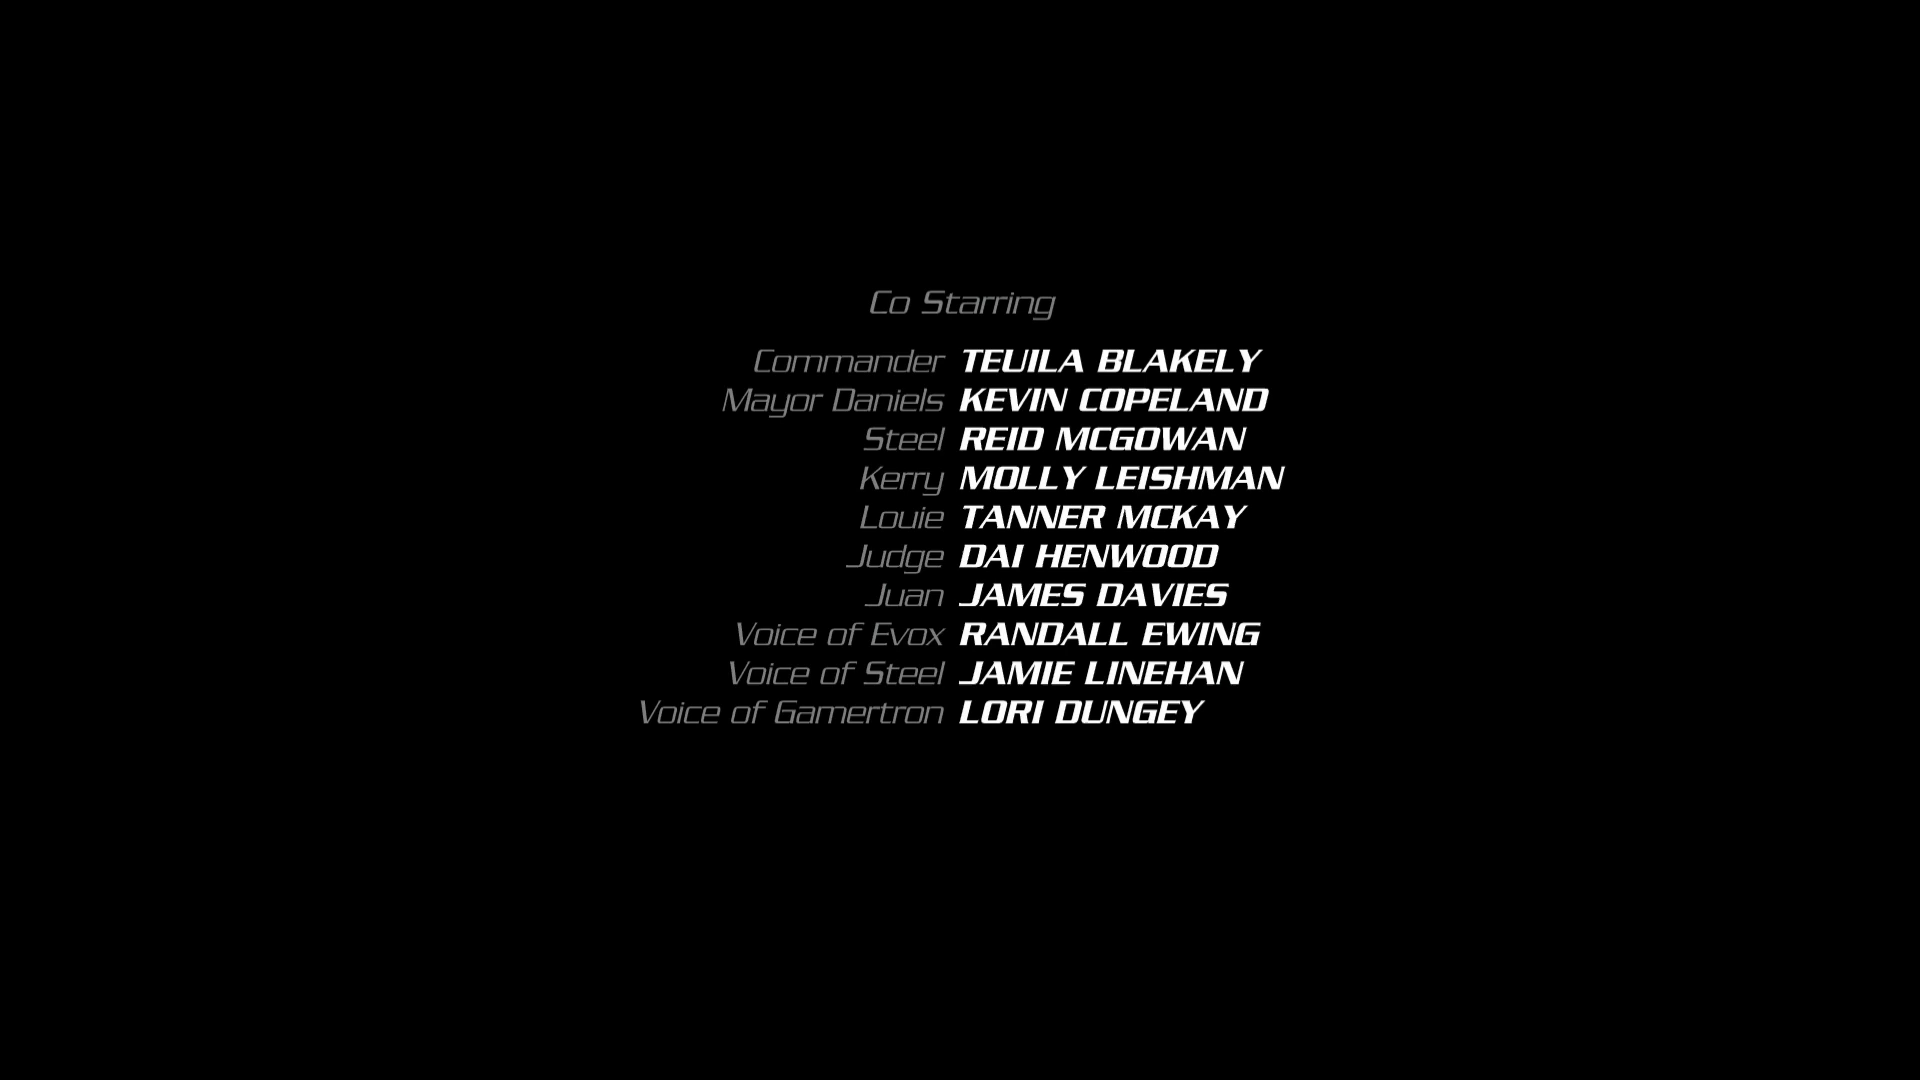 Co Starring
Commander TEUILA BLAKELY
Mayor Daniels KEVIN COPELAND
Steel REID MCGOWAN
Kerry MOLLY LEISHMAN
Louie TANNER MCKAY
Judge DAI HENWOOD
Juan JAMES DAVIES
Voice of Evox RANDALL EWING
Voice of Steel JAMIE LINEHAN
Voice of Gamertron LORI DUNGEY